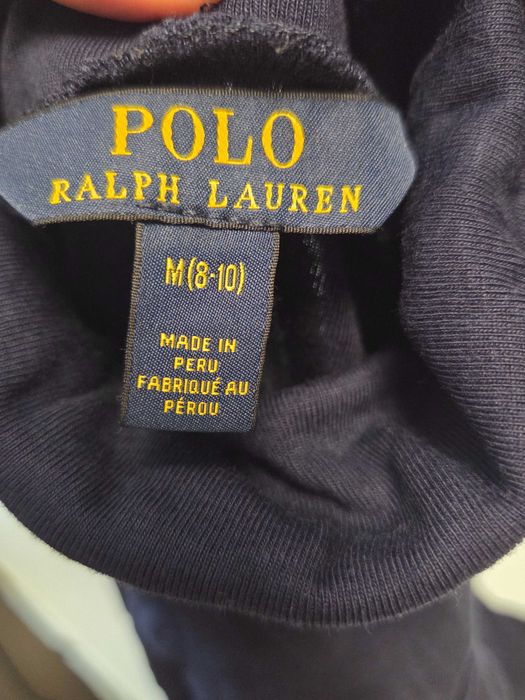 POLO
RALPH LAUREN
M(8-10)
MADE IN
PERU
FABRIQUÉ AU
PÉROU